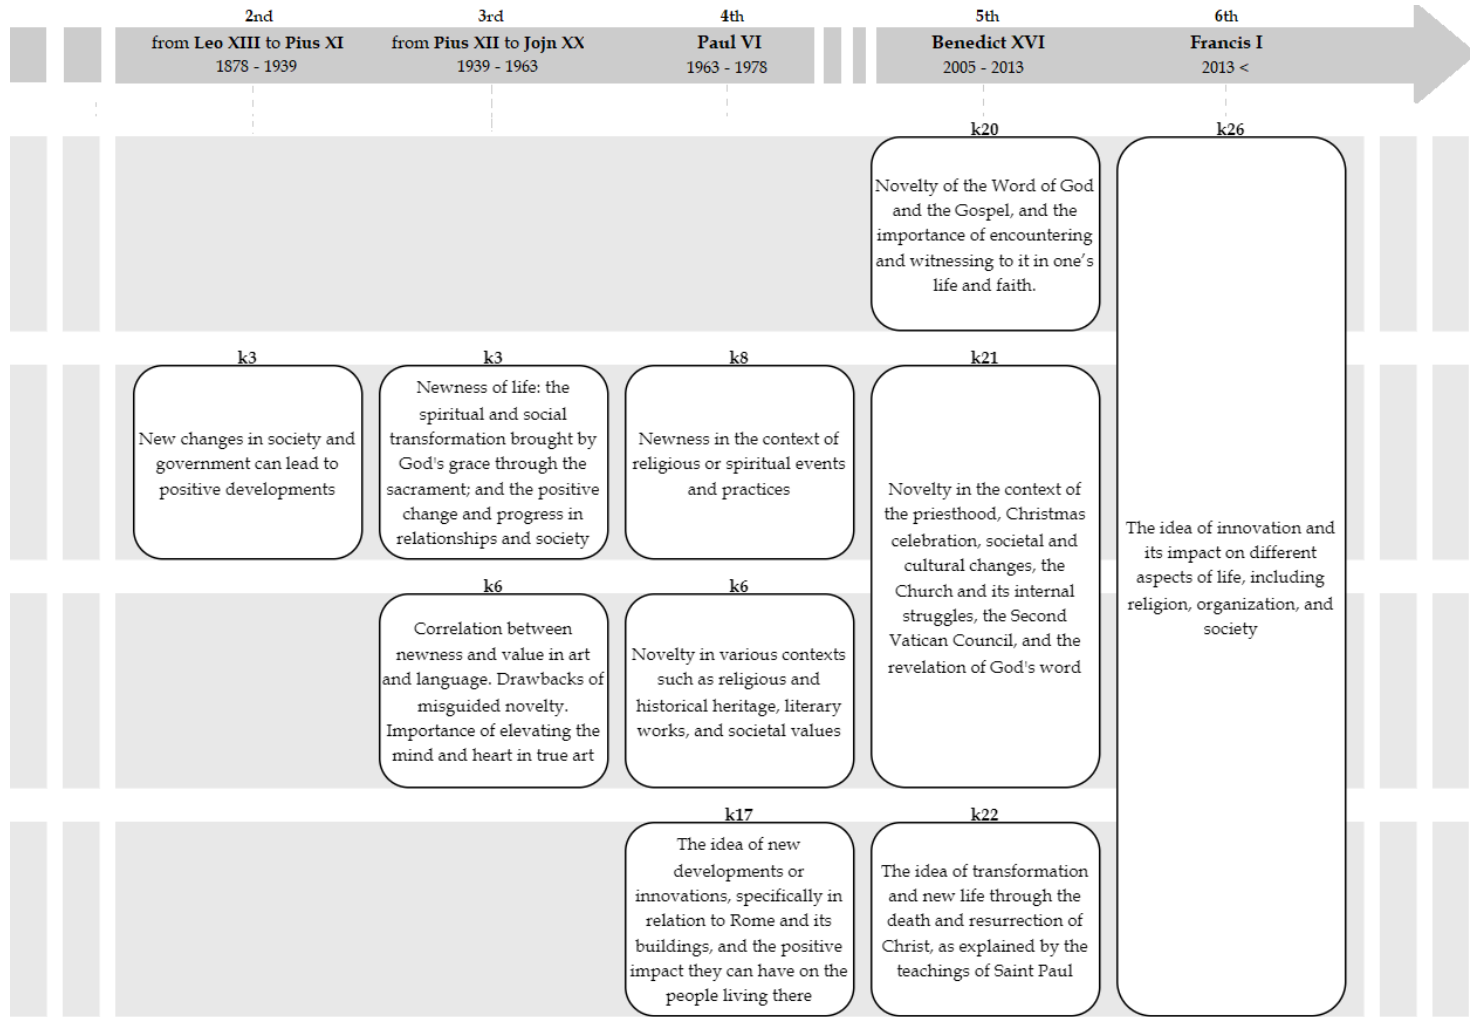 2nd
from Leo XIII to Pius XI
1878 - 1939
3rd
from Pius XII to Jojn XX
1939 - 1963
4th
Paul VI
1963 - 1978
5th
Benedict XVI
2005 - 2013
6th
Francis I
2013 <
k20
Novelty of the Word of God
and the Gospel, and the
importance of encountering
and witnessing to it in one's
life and faith.
k26
The idea of innovation and
its impact on different
aspects of life, including
religion, organization, and
society
k3
New changes in society and
government can lead to
positive developments
k3
Newness of life: the
spiritual and social
transformation brought by
God's grace through the
sacrament; and the positive
change and progress in
relationships and society
k8
Newness in the context of
religious or spiritual events
and practices
k21
Novelty in the context of
the priesthood, Christmas
celebration, societal and
cultural changes, the
Church and its internal
struggles, the Second
Vatican Council, and the
revelation of God's word
k6
Correlation between
newness and value in art
and language. Drawbacks of
misguided novelty.
Importance of elevating the
mind and heart in true art
k6
Novelty in various contexts
such as religious and
historical heritage, literary
works, and societal values
k17
The idea of new
developments or
innovations, specifically in
relation to Rome and its
buildings, and the positive
impact they can have on the
people living there
k22
The idea of transformation
and new life through the
death and resurrection of
Christ, as explained by the
teachings of Saint Paul